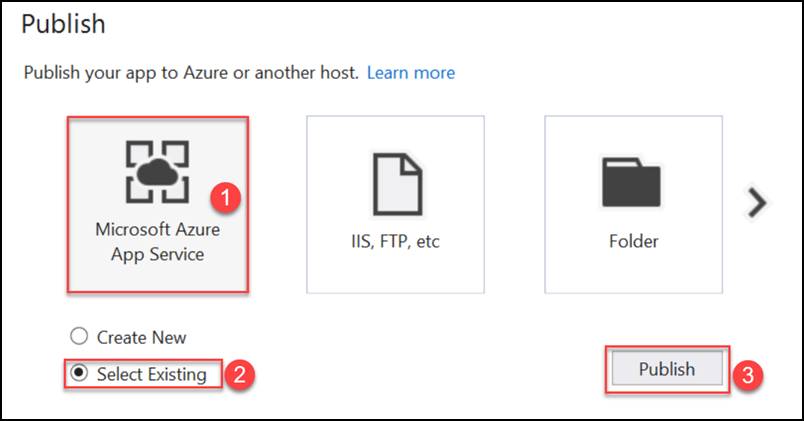 Publish
Publish your app to Azure or another host. Learn more
1
Microsoft Azure
App Service
IIS, FTP, etc
Folder
Create New
Select Existing
2
Publish
3